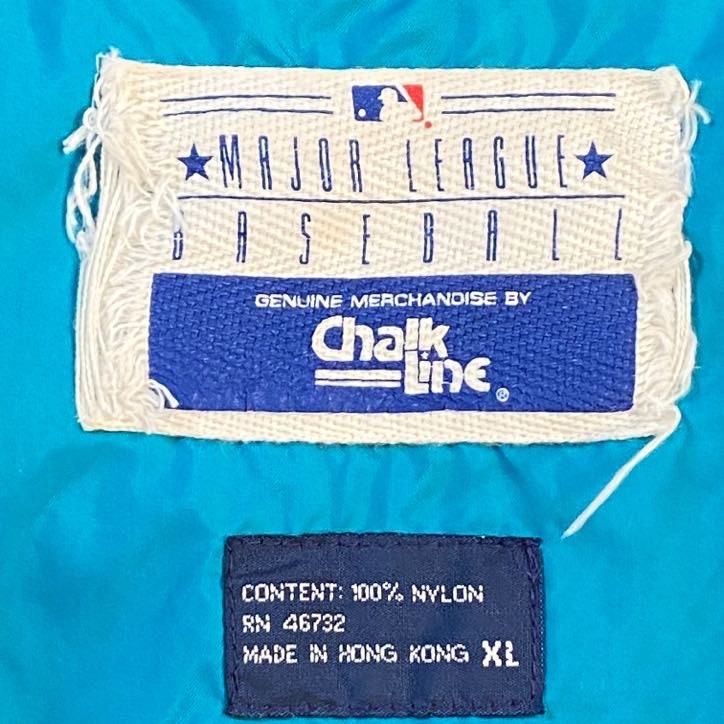 ★MAJOR LEAGUE★
BASEBALL
GENUINE MERCHANDISE BY
Chalk
Line®
CONTENT: 100% NYLON
RN 46732
MADE IN HONG KONG XL